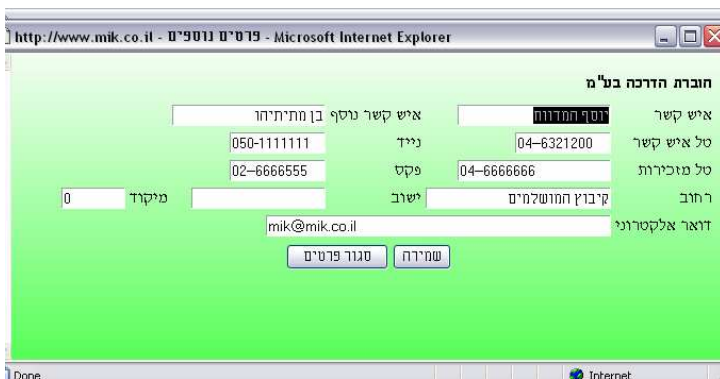 http://www.mik.co.il - פרטים נוספים - Microsoft Internet Explorer
חוברת הדרכה בע"מ
איש קשר יוסף המדווח איש קשר נוסף בן מתיתיהו
טל איש קשר 04-6321200 נייד 050-1111111
טל מזכירות 04-6666666 פקס 02-6666555
רחוב קיבוץ המושלמים ישוב מיקוד 0
דואר אלקטרוני mik@mik.co.il
שמירה סגור פרטים
Done Internet